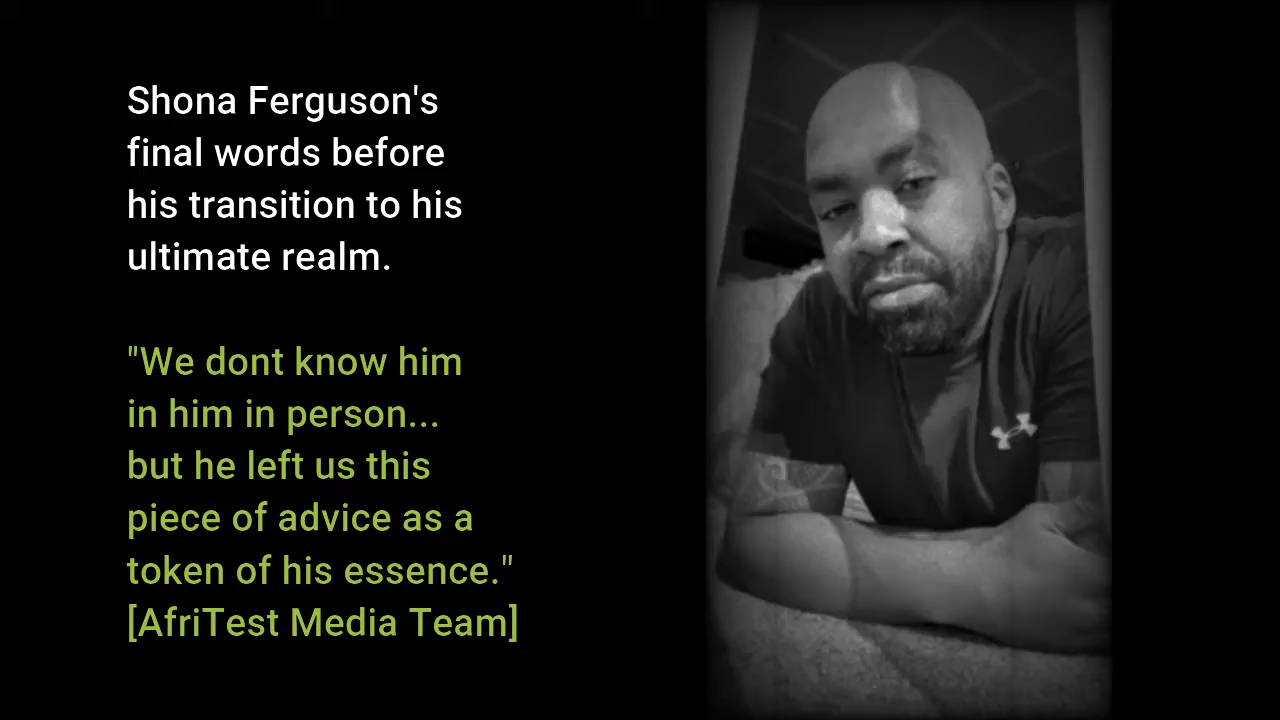 Shona Ferguson's
final words before
his transition to his
ultimate realm.
"We dont know him
in him in person...
but he left us this
piece of advice as a
token of his essence."
[AfriTest Media Team]